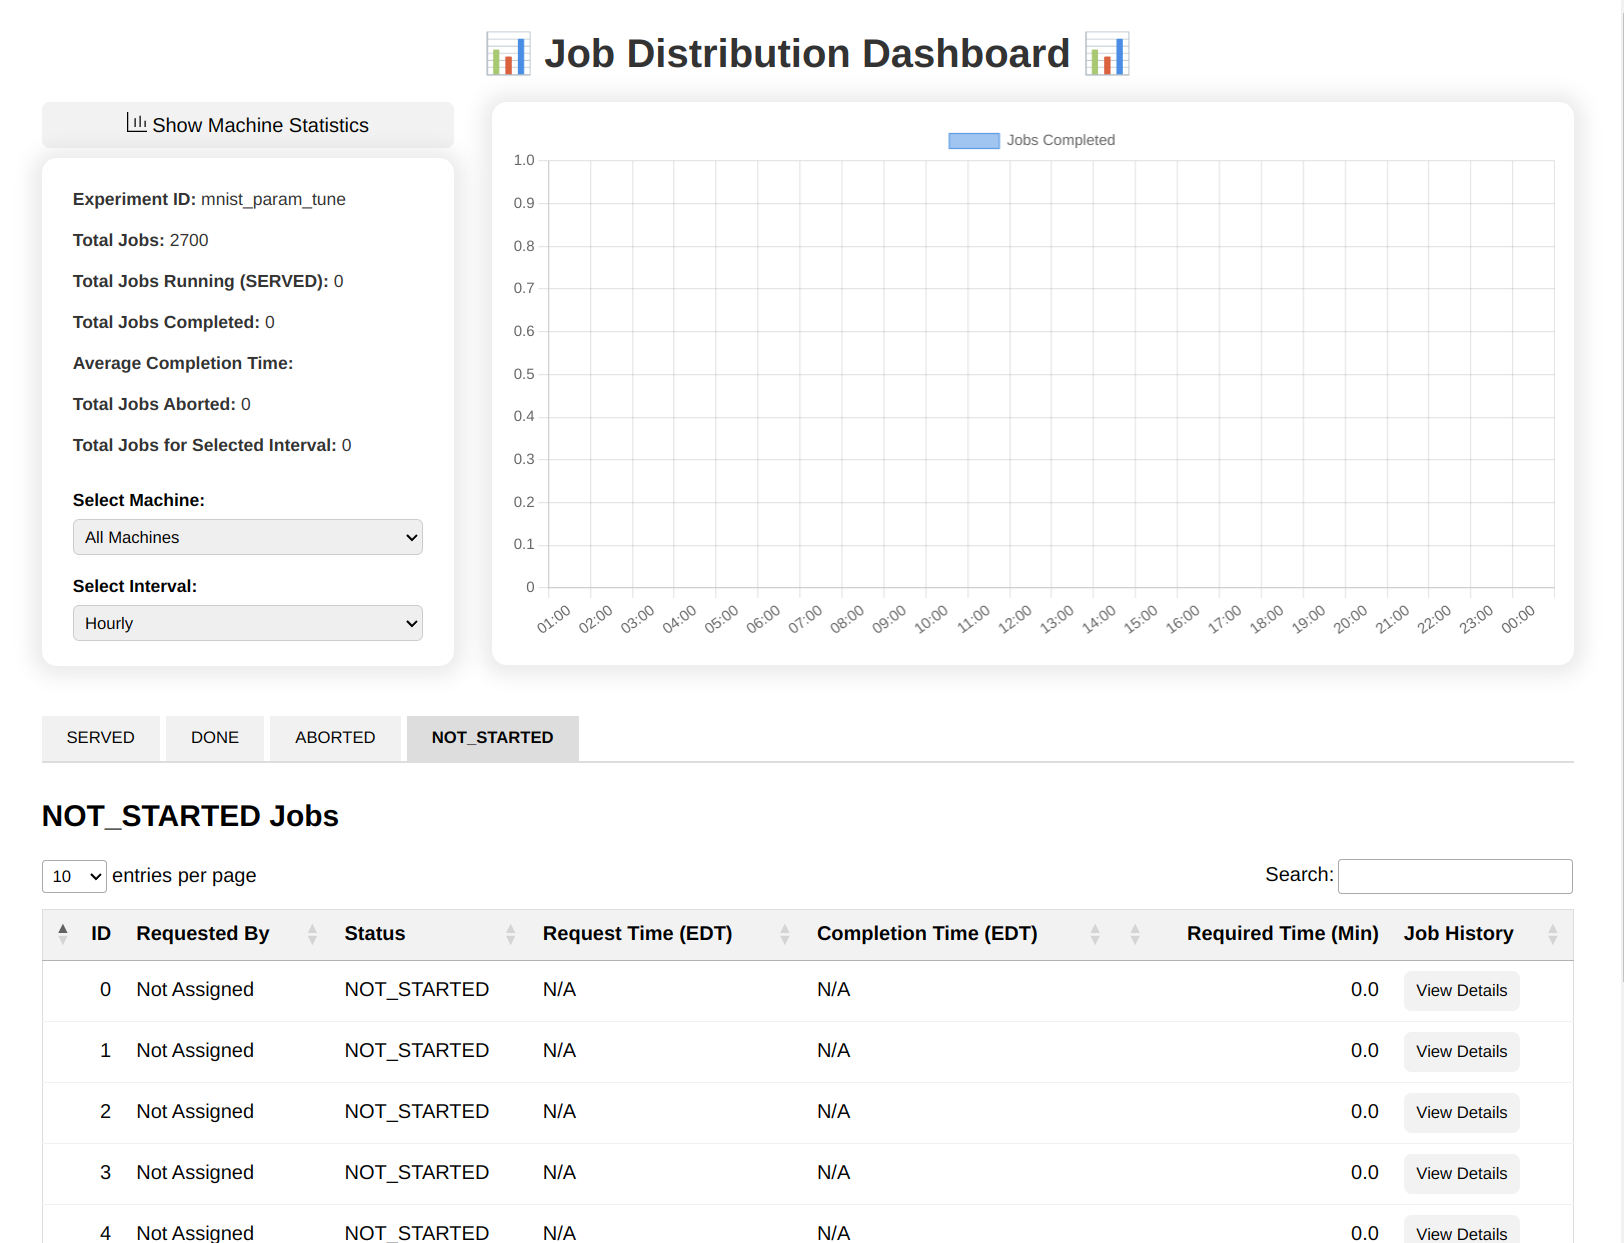 Job Distribution Dashboard
Show Machine Statistics
Experiment ID: mnist_param_tune
Total Jobs: 2700
Total Jobs Running (SERVED): 0
Total Jobs Completed: 0
Average Completion Time:
Total Jobs Aborted: 0
Total Jobs for Selected Interval: 0
Select Machine:
All Machines
Select Interval:
Hourly
Jobs Completed
1.0
0.9
0.8
0.7
0.6
0.5
0.4
0.3
0.2
0.1
0
01:00 02:00 03:00 04:00 05:00 06:00 07:00 08:00 09:00 10:00 11:00 12:00 13:00 14:00 15:00 16:00 17:00 18:00 19:00 20:00 21:00 22:00 23:00 00:00
SERVED DONE ABORTED NOT_STARTED
NOT_STARTED Jobs
10 entries per page Search:
ID Requested By Status Request Time (EDT) Completion Time (EDT) Required Time (Min) Job History
0 Not Assigned NOT_STARTED N/A N/A 0.0 View Details
1 Not Assigned NOT_STARTED N/A N/A 0.0 View Details
2 Not Assigned NOT_STARTED N/A N/A 0.0 View Details
3 Not Assigned NOT_STARTED N/A N/A 0.0 View Details
4 Not Assigned NOT_STARTED N/A N/A 0.0 View Details